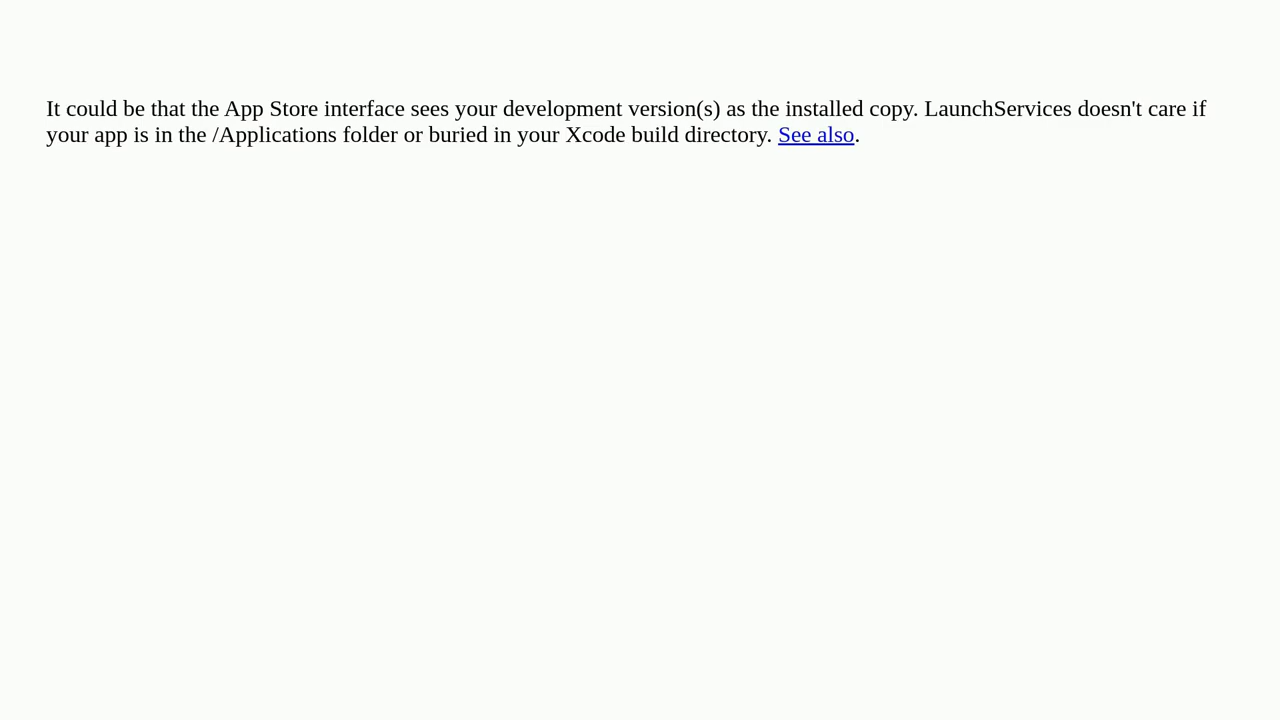 It could be that the App Store interface sees your development version(s) as the installed copy. LaunchServices doesn't care if
your app is in the /Applications folder or buried in your Xcode build directory. See also.